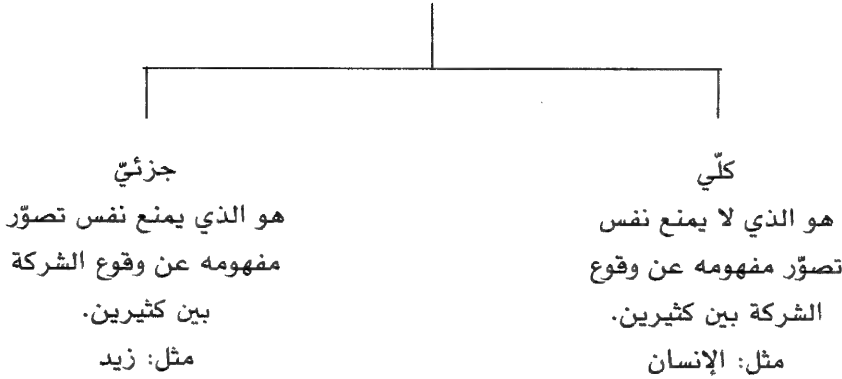 كلّي
هو الذي لا يمنع نفس
تصوّر مفهومه عن وقوع
الشركة بين كثيرين.
مثل: الإنسان
جزئيّ
هو الذي يمنع نفس تصوّر
مفهومه عن وقوع الشركة
بين كثيرين.
مثل: زيد